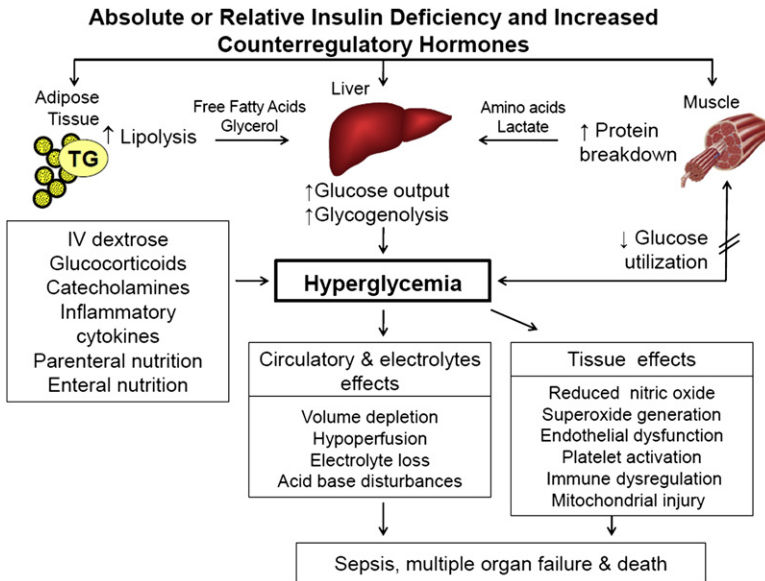 Absolute or Relative Insulin Deficiency and Increased
Counterregulatory Hormones
Adipose
Tissue
TG
↑ Lipolysis
Free Fatty Acids
Glycerol
Liver
Amino acids
Lactate
↑ Protein
breakdown
Muscle
↑Glucose output
↑Glycogenolysis
↓ Glucose
utilization
IV dextrose
Glucocorticoids
Catecholamines
Inflammatory
cytokines
Parenteral nutrition
Enteral nutrition
Hyperglycemia
Circulatory & electrolytes
effects
Volume depletion
Hypoperfusion
Electrolyte loss
Acid base disturbances
Tissue effects
Reduced nitric oxide
Superoxide generation
Endothelial dysfunction
Platelet activation
Immune dysregulation
Mitochondrial injury
Sepsis, multiple organ failure & death